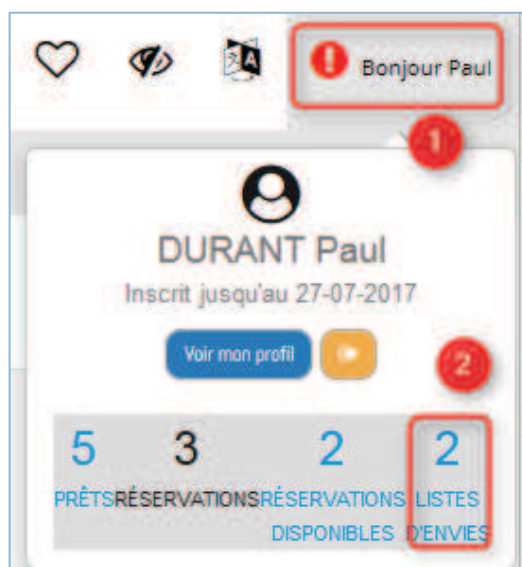 Bonjour Paul
1
DURANT Paul
Inscrit jusqu'au 27-07-2017
Voir mon profil
2
5 3 2 2
PRÊTS RÉSERVATIONS RÉSERVATIONS LISTES
DISPONIBLES D'ENVIES